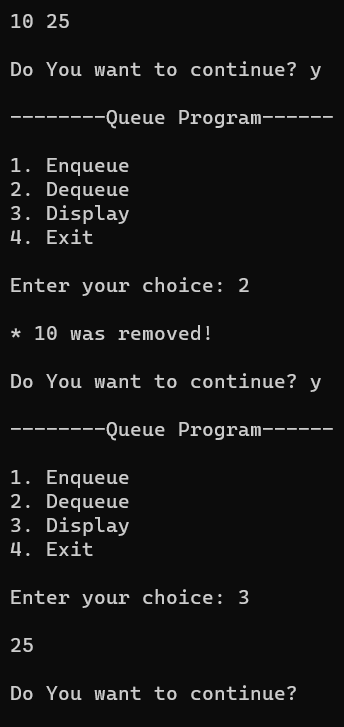 10 25
Do You want to continue? y
--------Queue Program------
1. Enqueue
2. Dequeue
3. Display
4. Exit
Enter your choice: 2
* 10 was removed!
Do You want to continue? y
--------Queue Program------
1. Enqueue
2. Dequeue
3. Display
4. Exit
Enter your choice: 3
25
Do You want to continue?